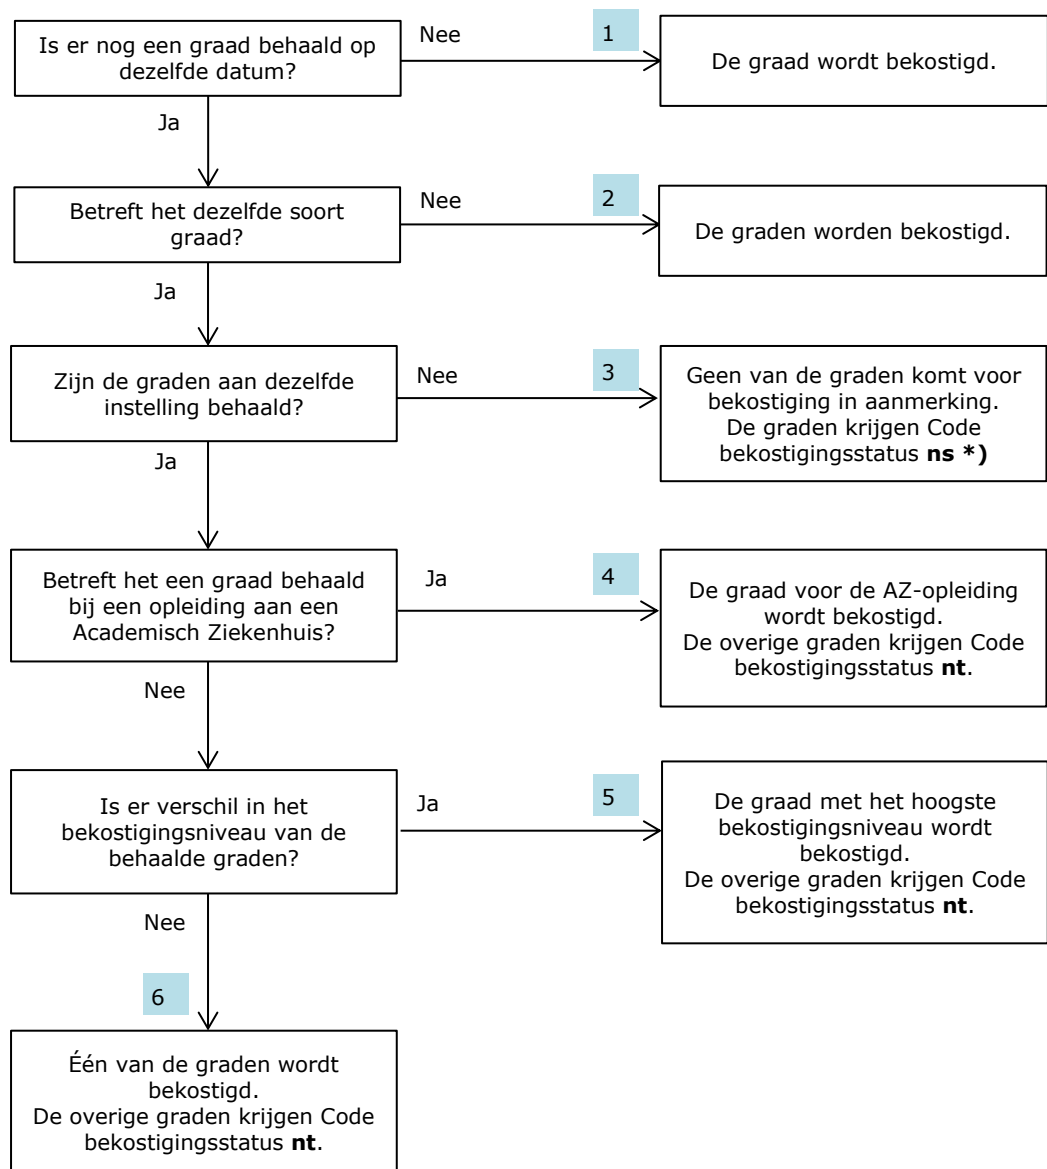 Is er nog een graad behaald op
dezelfde datum?
Nee
1
De graad wordt bekostigd.
Ja
Betreft het dezelfde soort
graad?
Nee
2
De graden worden bekostigd.
Ja
Zijn de graden aan dezelfde
instelling behaald?
Nee
3
Geen van de graden komt voor
bekostiging in aanmerking.
De graden krijgen Code
bekostigingsstatus ns *)
Ja
Betreft het een graad behaald
bij een opleiding aan een
Academisch Ziekenhuis?
Ja
4
De graad voor de AZ-opleiding
wordt bekostigd.
De overige graden krijgen Code
bekostigingsstatus nt.
Nee
Is er verschil in het
bekostigingsniveau van de
behaalde graden?
Ja
5
De graad met het hoogste
bekostigingsniveau wordt
bekostigd.
De overige graden krijgen Code
bekostigingsstatus nt.
Nee
6
Één van de graden wordt
bekostigd.
De overige graden krijgen Code
bekostigingsstatus nt.